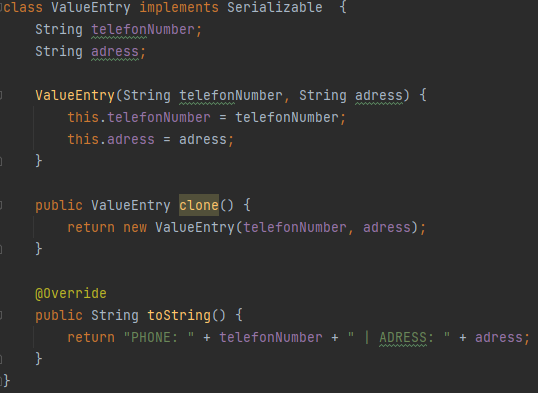 class ValueEntry implements Serializable  {
    String telefonNumber;
    String adress;

    ValueEntry(String telefonNumber, String adress) {
        this.telefonNumber = telefonNumber;
        this.adress = adress;
    }

    public ValueEntry clone() {
        return new ValueEntry(telefonNumber, adress);
    }

    @Override
    public String toString() {
        return "PHONE: " + telefonNumber + " | ADRESS: " + adress;
    }
}